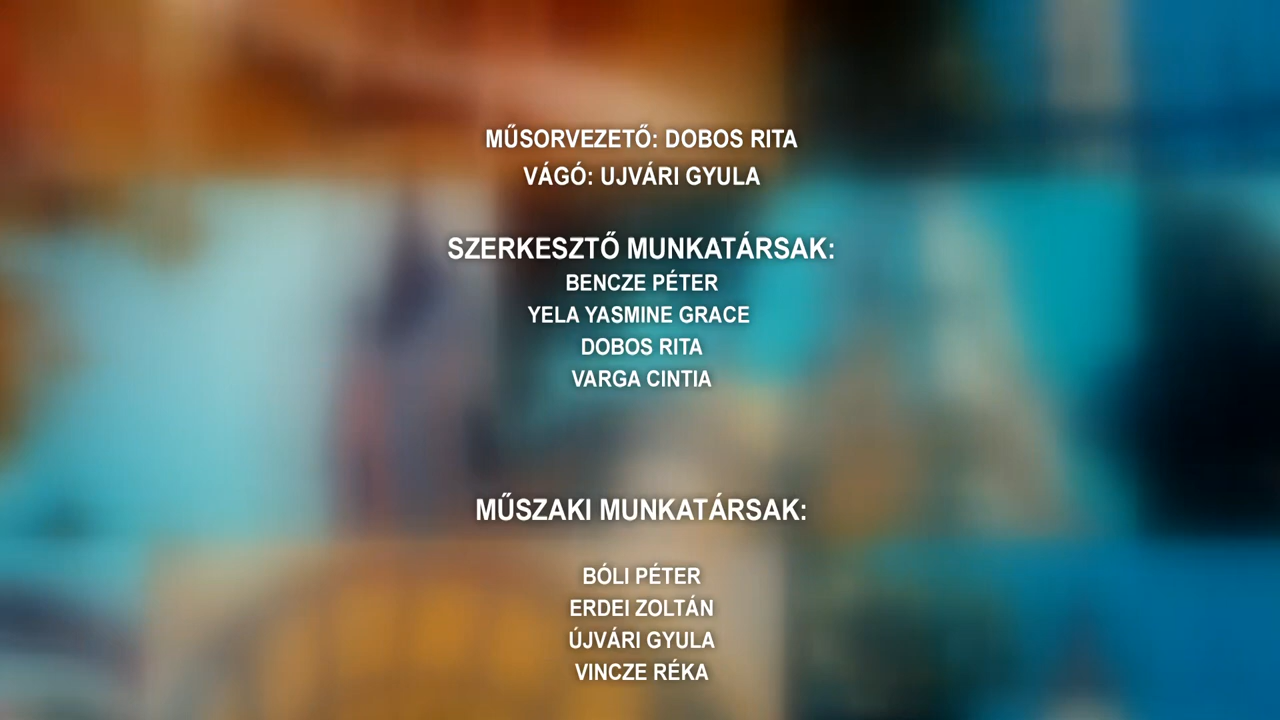 MŰSORVEZETŐ: DOBOS RITA
VÁGÓ: UJVÁRI GYULA
SZERKESZTŐ MUNKATÁRSAK:
BENCZE PÉTER
YELA YASMINE GRACE
DOBOS RITA
VARGA CINTIA
MŰSZAKI MUNKATÁRSAK:
BÓLI PÉTER
ERDEI ZOLTÁN
ÚJVÁRI GYULA
VINCZE RÉKA